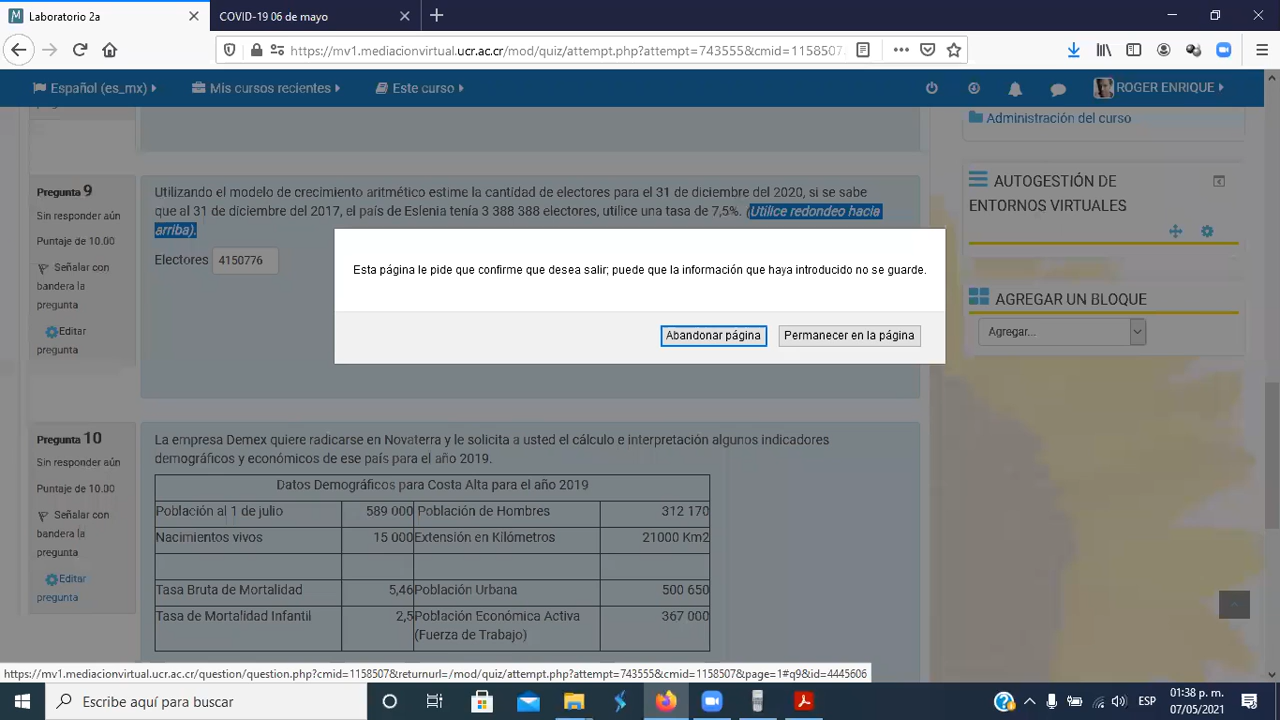 Laboratorio 2a
COVID-19 06 de mayo
https://mv1.mediacionvirtual.ucr.ac.cr/mod/quiz/attempt.php?attempt=743555&cmid=1158507
Español (es_mx)
Mis cursos recientes
Este curso
ROGER ENRIQUE
Administración del curso
AUTOGESTIÓN DE
ENTORNOS VIRTUALES
AGREGAR UN BLOQUE
Agregar...
Pregunta 9
Sin responder aún
Puntaje de 10.00
Señalar con
bandera la
pregunta
Editar
pregunta
Utilizando el modelo de crecimiento aritmético estime la cantidad de electores para el 31 de diciembre del 2020, si se sabe
que al 31 de diciembre del 2017, el país de Eslenia tenía 3 388 388 electores, utilice una tasa de 7,5%. (Utilice redondeo hacia
arriba).
Electores 4150776
Esta página le pide que confirme que desea salir; puede que la información que haya introducido no se guarde.
Abandonar página
Permanecer en la página
Pregunta 10
Sin responder aún
Puntaje de 10.00
Señalar con
bandera la
pregunta
Editar
pregunta
La empresa Demex quiere radicarse en Novaterra y le solicita a usted el cálculo e interpretación algunos indicadores
demográficos y económicos de ese país para el año 2019.
Datos Demográficos para Costa Alta para el año 2019
Población al 1 de julio 589 000 Población de Hombres 312 170
Nacimientos vivos 15 000 Extensión en Kilómetros 21000 Km2
Tasa Bruta de Mortalidad 5,46 Población Urbana 500 650
Tasa de Mortalidad Infantil 2,5 Población Económica Activa 367 000
(Fuerza de Trabajo)
https://mv1.mediacionvirtual.ucr.ac.cr/question/question.php?cmid=1158507&returnurl=/mod/quiz/attempt.php?attempt=743555&cmid=1158507&page=1#q9&id=4445606
Escribe aquí para buscar
ESP
01:38 p. m.
07/05/2021